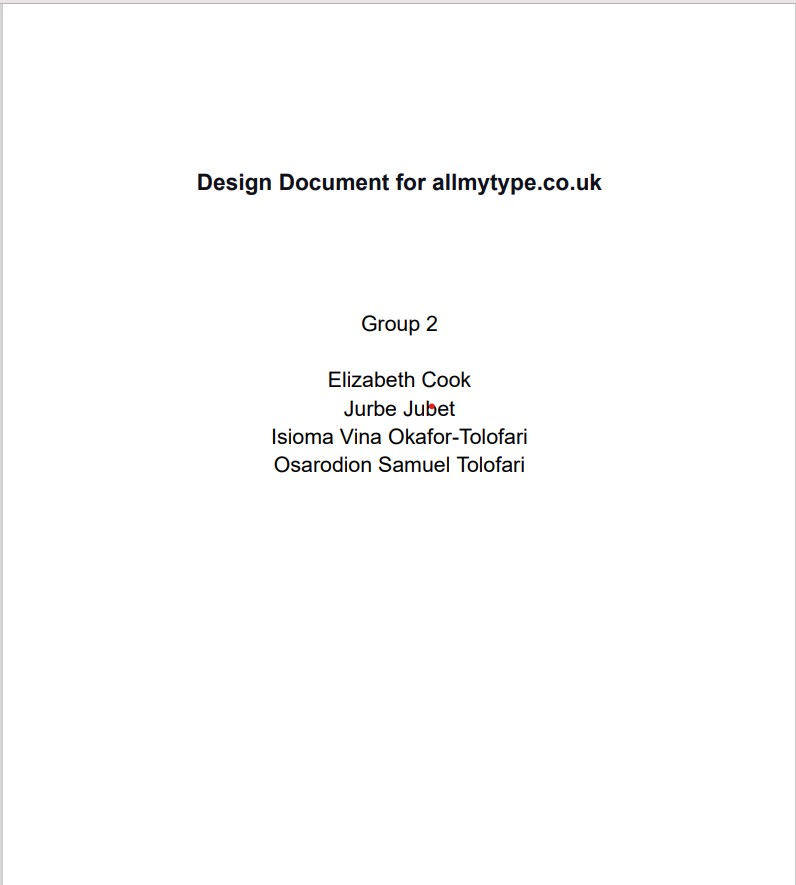 Design Document for allmytype.co.uk
Group 2
Elizabeth Cook
Jurbe Jubet
Isioma Vina Okafor-Tolofari
Osarodion Samuel Tolofari